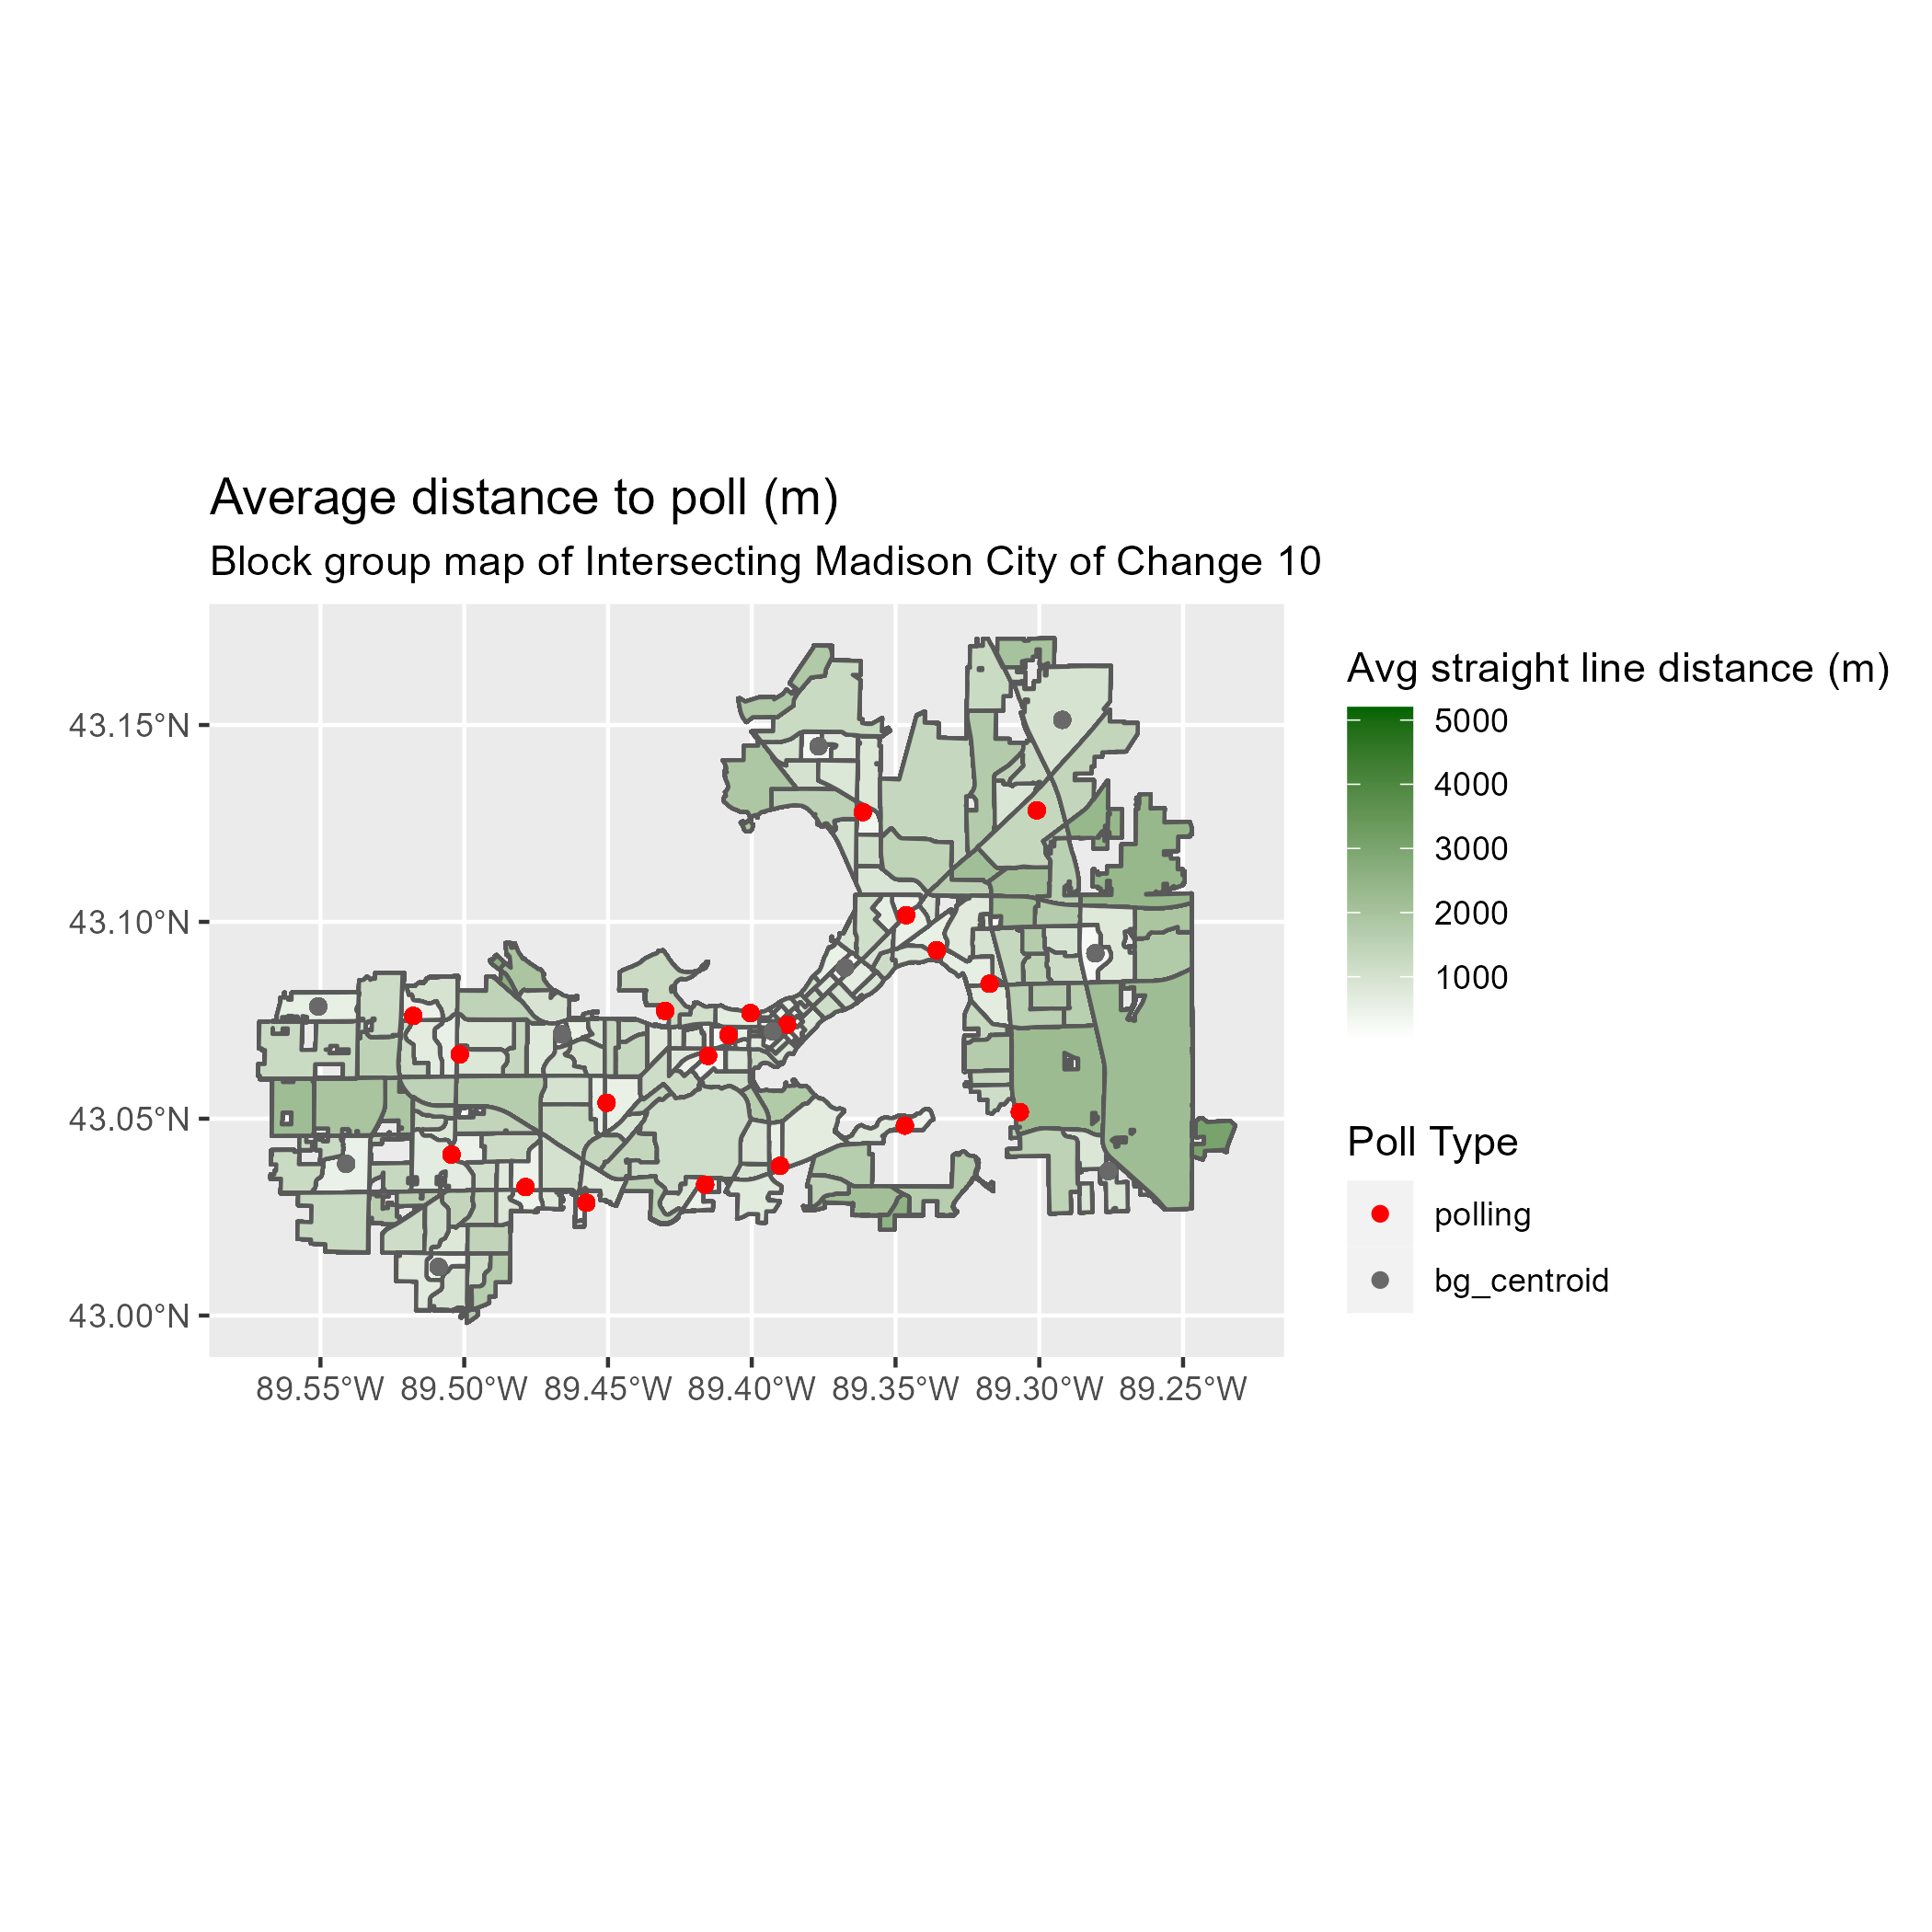 Average distance to poll (m)
Block group map of Intersecting Madison City of Change 10
43.15°N
43.10°N
43.05°N
43.00°N
89.55°W 89.50°W 89.45°W 89.40°W 89.35°W 89.30°W 89.25°W
Avg straight line distance (m)
5000
4000
3000
2000
1000
Poll Type
polling
bg_centroid